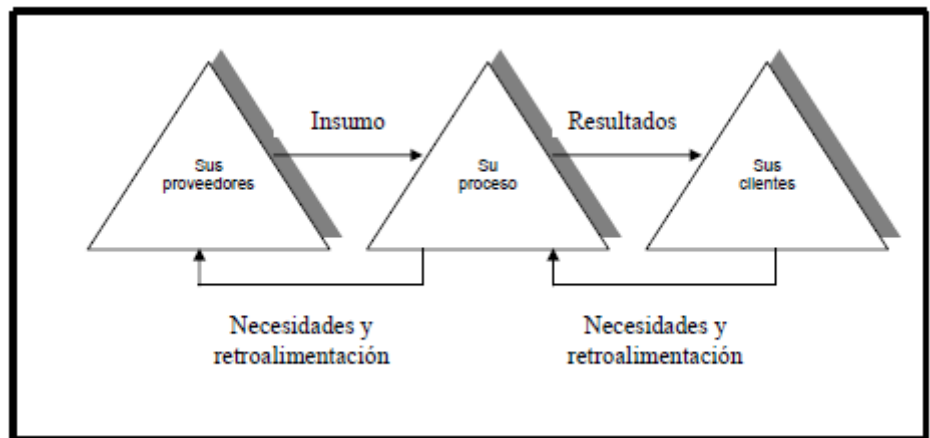 Insumo
Resultados
Sus
proveedores
Su
proceso
Sus
clientes
Necesidades y
retroalimentación
Necesidades y
retroalimentación